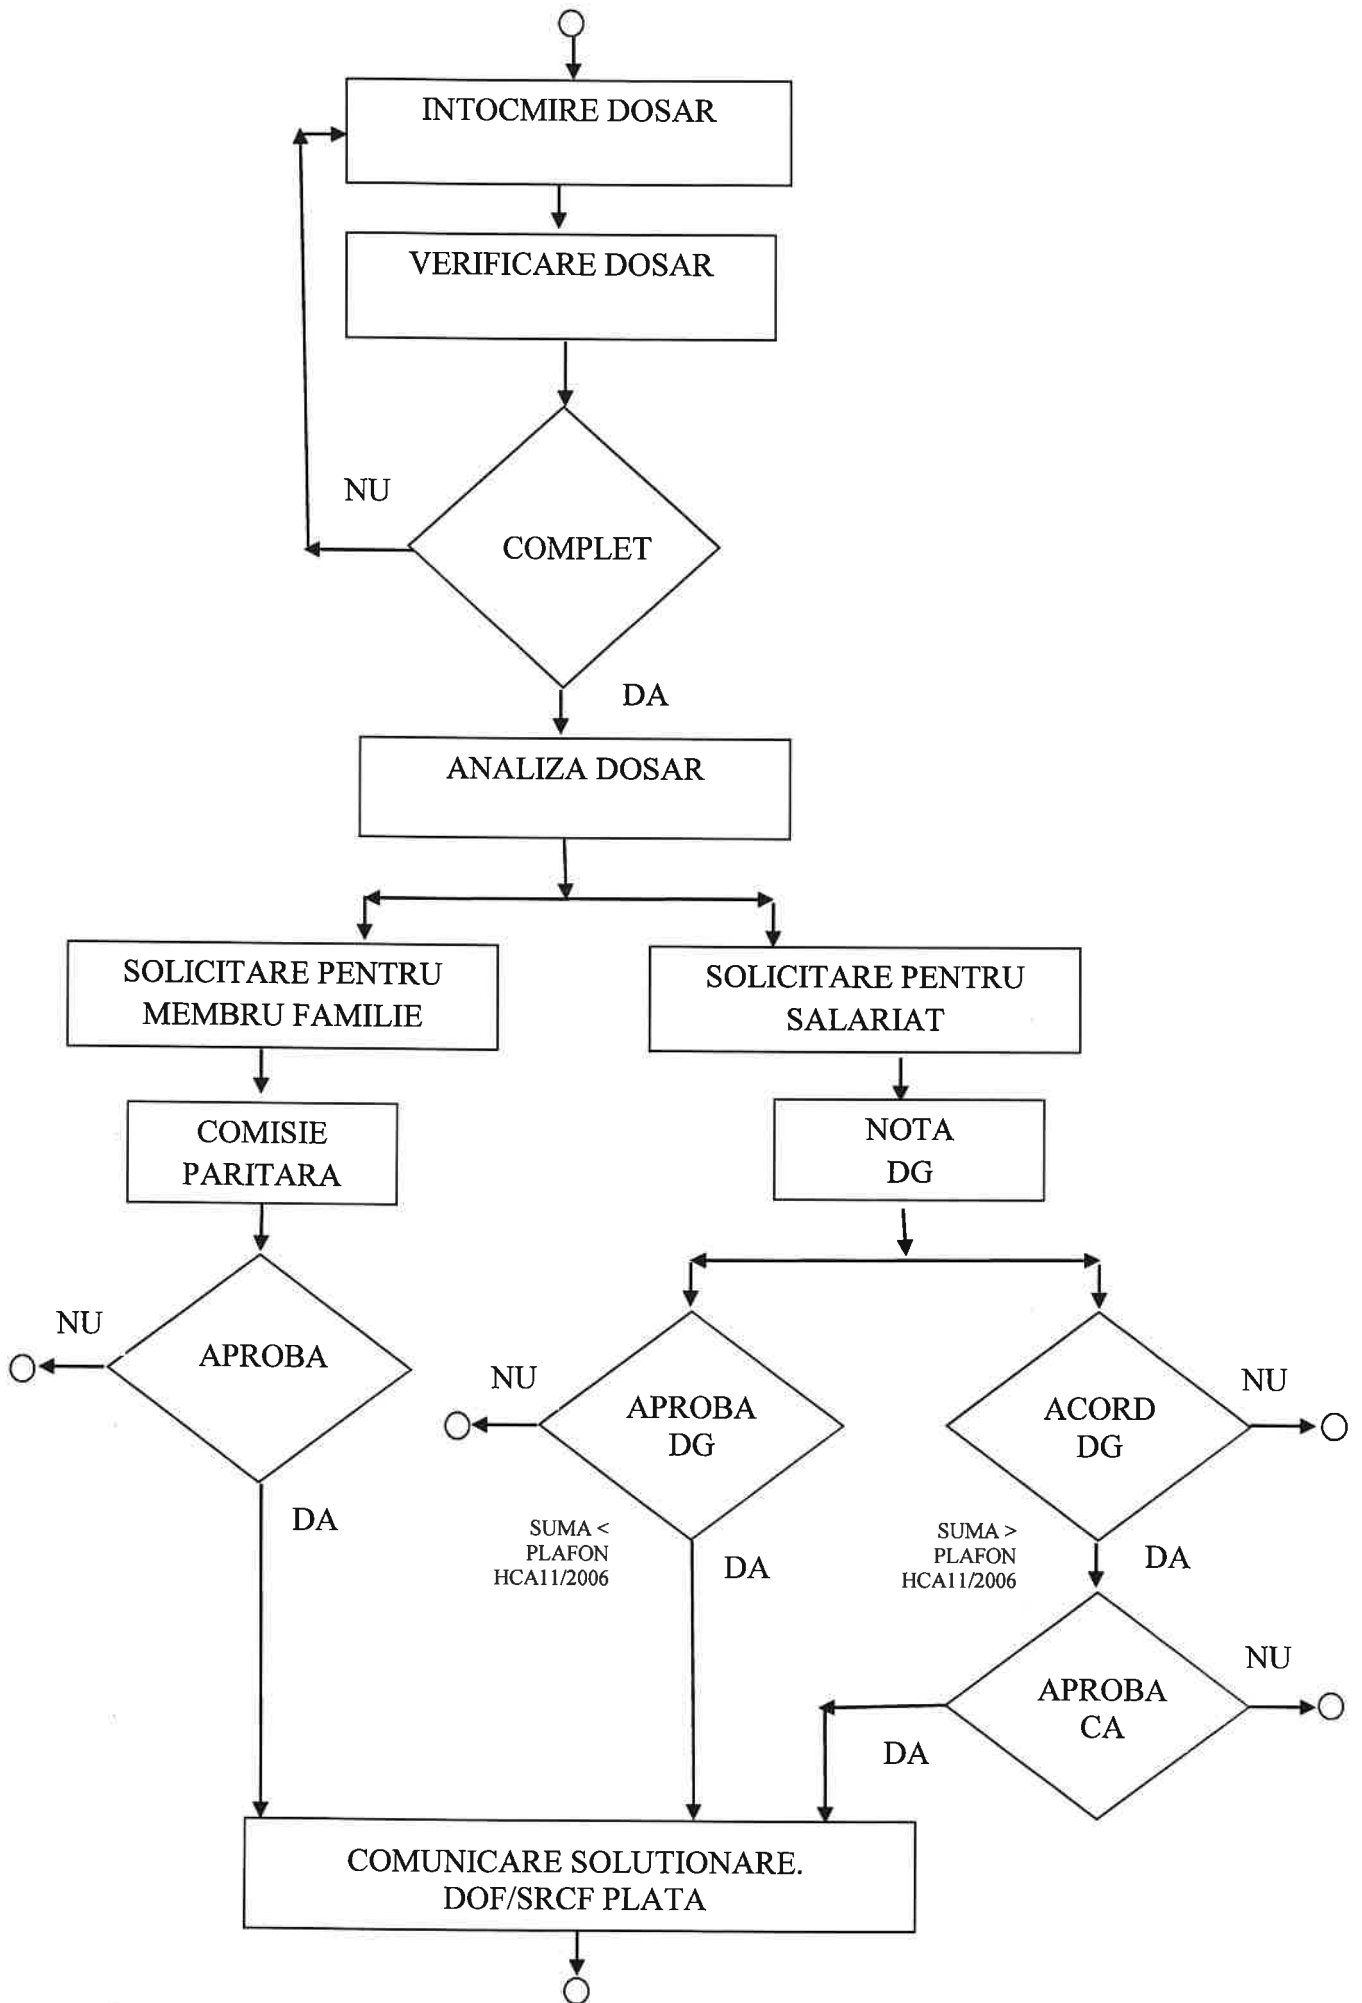 INTOCMIRE DOSAR
VERIFICARE DOSAR
NU
COMPLET
DA
ANALIZA DOSAR
SOLICITARE PENTRU
MEMBRU FAMILIE
SOLICITARE PENTRU
SALARIAT
COMISIE
PARITARA
NOTA
DG
NU
APROBA
DA
NU
APROBA
DG
SUMA <
PLAFON
HCA11/2006
DA
ACORD
DG
NU
SUMA >
PLAFON
HCA11/2006
DA
APROBA
CA
NU
DA
COMUNICARE SOLUTIONARE.
DOF/SRCF PLATA